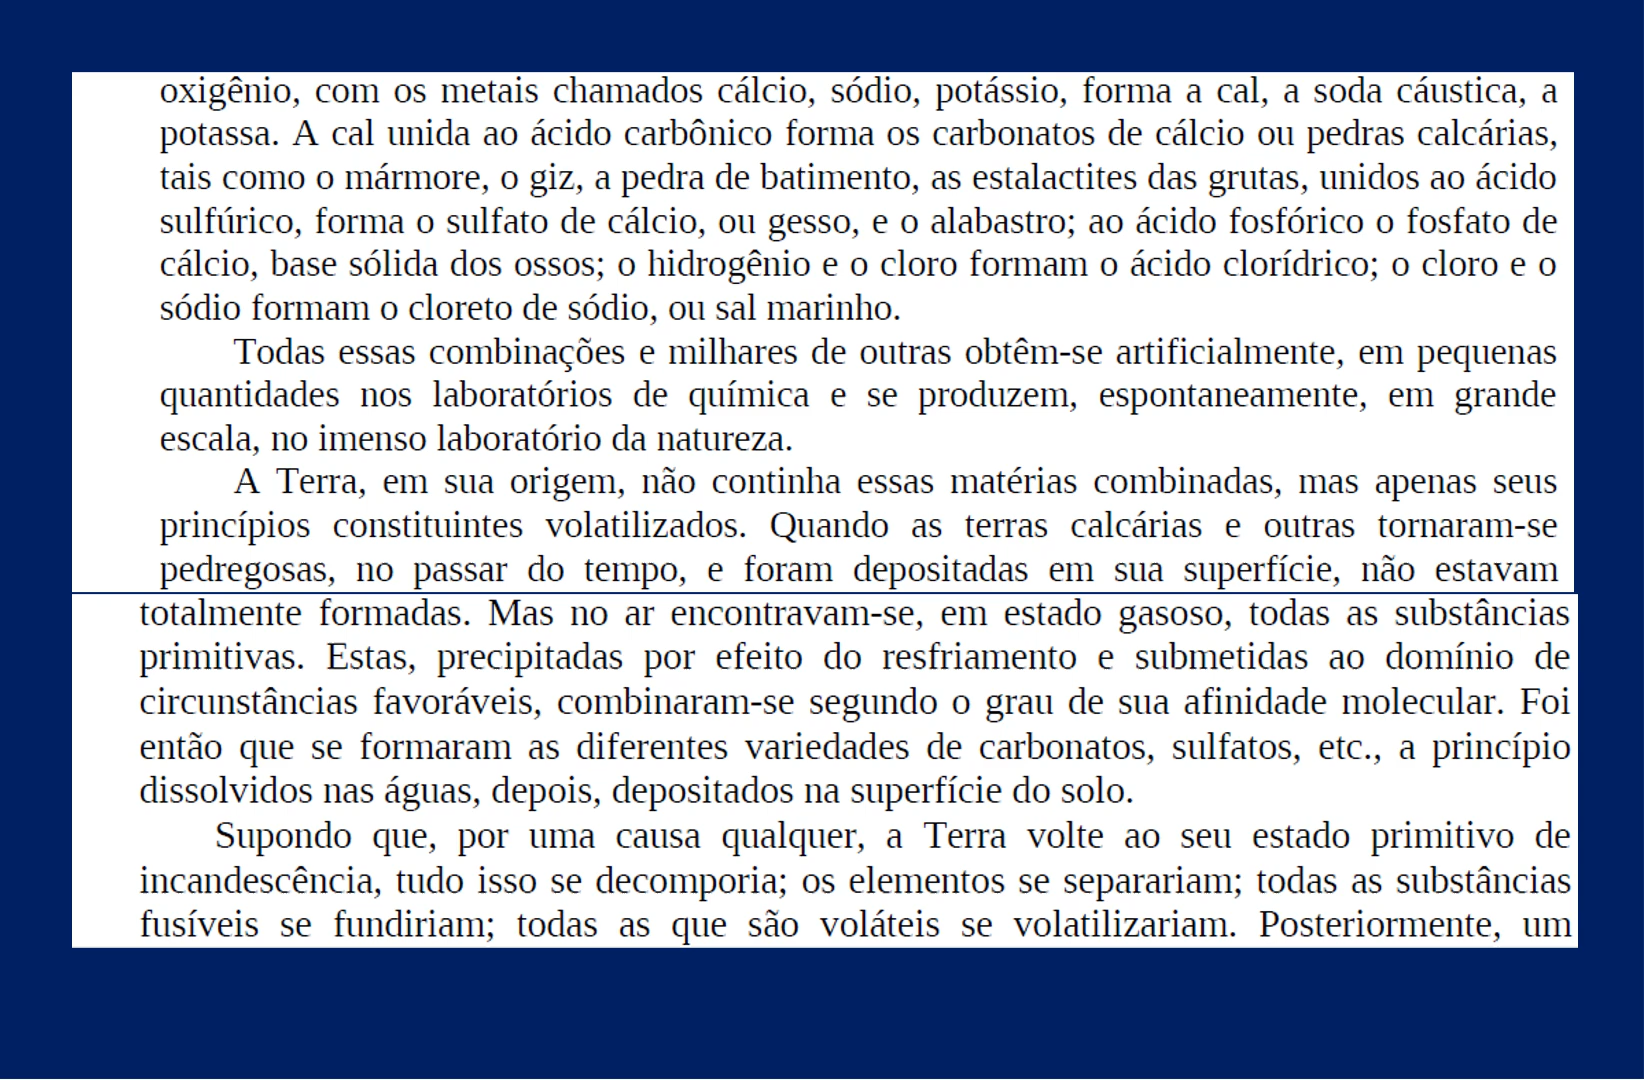 oxigênio, com os metais chamados cálcio, sódio, potássio, forma a cal, a soda cáustica, a
potassa. A cal unida ao ácido carbônico forma os carbonatos de cálcio ou pedras calcárias,
tais como o mármore, o giz, a pedra de batimento, as estalactites das grutas, unidos ao ácido
sulfúrico, forma o sulfato de cálcio, ou gesso, e o alabastro; ao ácido fosfórico o fosfato de
cálcio, base sólida dos ossos; o hidrogênio e o cloro formam o ácido clorídrico; o cloro e o
sódio formam o cloreto de sódio, ou sal marinho.
Todas essas combinações e milhares de outras obtêm-se artificialmente, em pequenas
quantidades nos laboratórios de química e se produzem, espontaneamente, em grande
escala, no imenso laboratório da natureza.
A Terra, em sua origem, não continha essas matérias combinadas, mas apenas seus
princípios constituintes volatilizados. Quando as terras calcárias e outras tornaram-se
pedregosas, no passar do tempo, e foram depositadas em sua superfície, não estavam
totalmente formadas. Mas no ar encontravam-se, em estado gasoso, todas as substâncias
primitivas. Estas, precipitadas por efeito do resfriamento e submetidas ao domínio de
circunstâncias favoráveis, combinaram-se segundo o grau de sua afinidade molecular. Foi
então que se formaram as diferentes variedades de carbonatos, sulfatos, etc., a princípio
dissolvidos nas águas, depois, depositados na superfície do solo.
Supondo que, por uma causa qualquer, a Terra volte ao seu estado primitivo de
incandescência, tudo isso se decomporia; os elementos se separariam; todas as substâncias
fusíveis se fundiriam; todas as que são voláteis se volatilizariam. Posteriormente, um